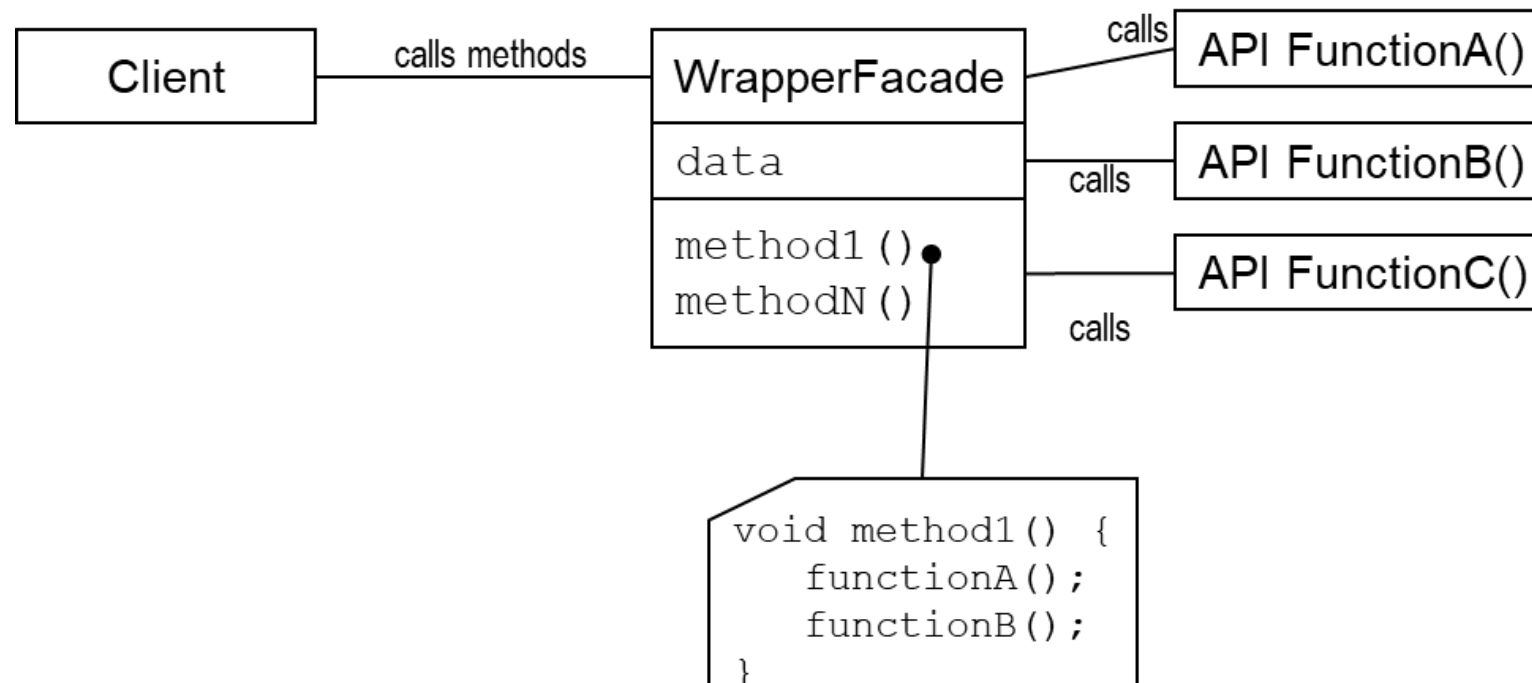 Client
calls methods
WrapperFacade
data
method1()
methodN()
calls
API FunctionA()
calls
API FunctionB()
calls
API FunctionC()
void method1() {
functionA();
functionB();
}